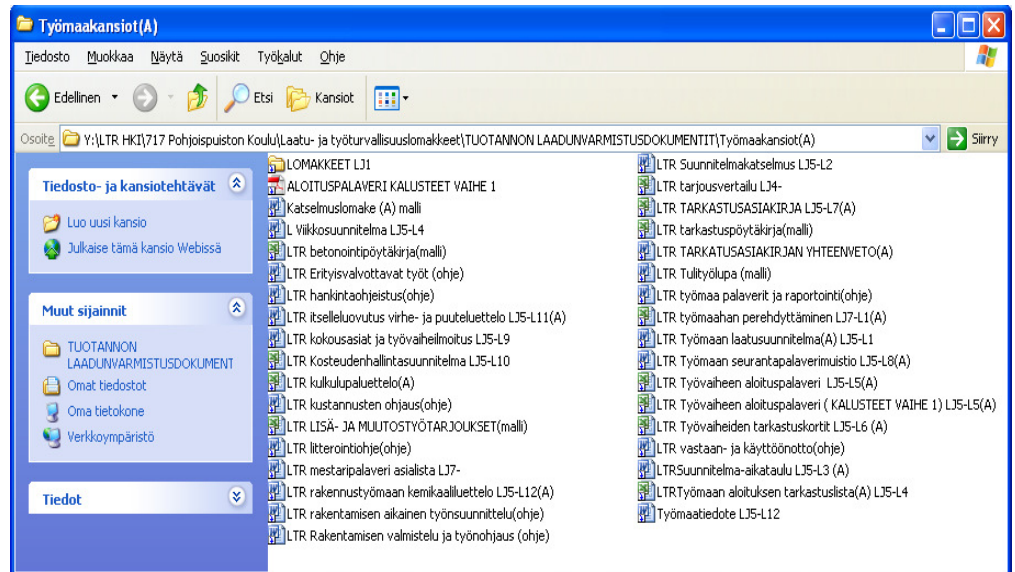 Työmaakansiot(A)
Tiedosto Muokkaa Näytä Suosikit Työkalut Ohje
Edellinen Etsi Kansiot
Osoite Y:\LTR HKI\717 Pohjoispuiston Koulu\Laatu- ja työturvallisuuslomakkeet\TUOTANNON LAADUNVARMISTUSDOKUMENTIT\Työmaakansiot(A) Siirry
Tiedosto- ja kansiotehtävät
Luo uusi kansio
Julkaise tämä kansio Webissä
Muut sijainnit
TUOTANNON
LAADUNVARMISTUSDOKUMENT
Omat tiedostot
Oma tietokone
Verkkoympäristö
Tiedot
LOMAKKEET LJ1
ALOITUSPALAVERI KALUSTEET VAIHE 1
Katselmuslomake (A) malli
L Viikkosuunnitelma LJ5-L4
LTR betonointipöytäkirja(malli)
LTR Erityisvalvottavat työt (ohje)
LTR hankintaohjeistus(ohje)
LTR itselleluovutus virhe- ja puuteluettelo LJ5-L11(A)
LTR kokousasiat ja työvaiheilmoitus LJ5-L9
LTR Kosteudenhallintasuunnitelma LJ5-L10
LTR kulkulupaluettelo(A)
LTR kustannusten ohjaus(ohje)
LTR LISÄ- JA MUUTOSTYÖTARJOUKSET(malli)
LTR litterointiohje(ohje)
LTR mestaripalaveri asialista LJ7-
LTR rakennustyömaan kemikaaliluettelo LJ5-L12(A)
LTR rakentamisen aikainen työnsuunnittelu(ohje)
LTR Rakentamisen valmistelu ja työnohjaus (ohje)
LTR Suunnitelmakatselmus LJ5-L2
LTR tarjousvertailu LJ4-
LTR TARKASTUSASIAKIRJA LJ5-L7(A)
LTR tarkastuspöytäkirja(malli)
LTR TARKATUSASIAKIRJAN YHTEENVETO(A)
LTR Tulityölupa (malli)
LTR työmaa palaverit ja raportointi(ohje)
LTR työmaahan perehdyttäminen LJ7-L1(A)
LTR Työmaan laatusuunnitelma(A) LJ5-L1
LTR Työmaan seurantapalaverimuistio LJ5-L8(A)
LTR Työvaiheen aloituspalaveri LJ5-L5(A)
LTR Työvaiheen aloituspalaveri ( KALUSTEET VAIHE 1) LJ5-L5(A)
LTR Työvaiheiden tarkastuskortit LJ5-L6 (A)
LTR vastaan- ja käyttöönotto(ohje)
LTRSuunnitelma-aikataulu LJ5-L3 (A)
LTRTyömaan aloituksen tarkastuslista(A) LJ5-L4
Työmaatiedote LJ5-L12